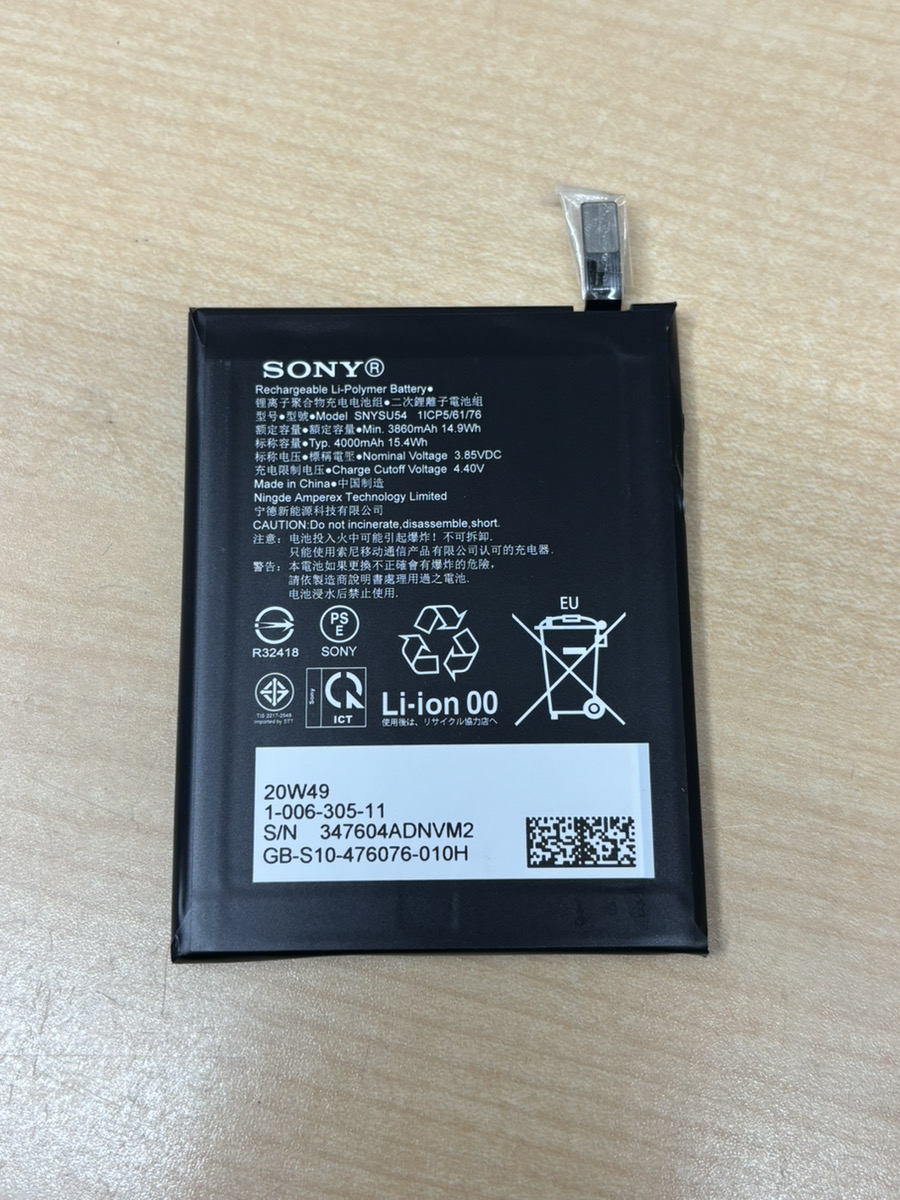 SONY®
Rechargeable Li-Polymer Battery●
锂离子聚合物充电电池组●二次鋰離子電池組
型号●型號●Model SNYSU54 1ICP5/61/76
额定容量●額定容量●Min. 3860mAh 14.9Wh
标称容量●Typ. 4000mAh 15.4Wh
标称电压●標稱電壓●Nominal Voltage 3.85VDC
充电限制电压●Charge Cutoff Voltage 4.40V
Made in China●中国制造
Ningde Amperex Technology Limited
宁德新能源科技有限公司
CAUTION:Do not incinerate,disassemble,short.
注意: 电池投入火中可能引起爆炸! 不可拆卸.
只能使用索尼移动通信产品有限公司认可的充电器.
警告: 本電池如果更換不正確會有爆炸的危險,
請依製造商說明書處理用過之電池.
电池浸水后禁止使用.
R32418
PS
E
SONY
EU
TIS 2217-2548
imported by STT
Sony
ICT
Li-ion 00
使用後は、リサイクル協力店へ
20W49
1-006-305-11
S/N 347604ADNVM2
GB-S10-476076-010H